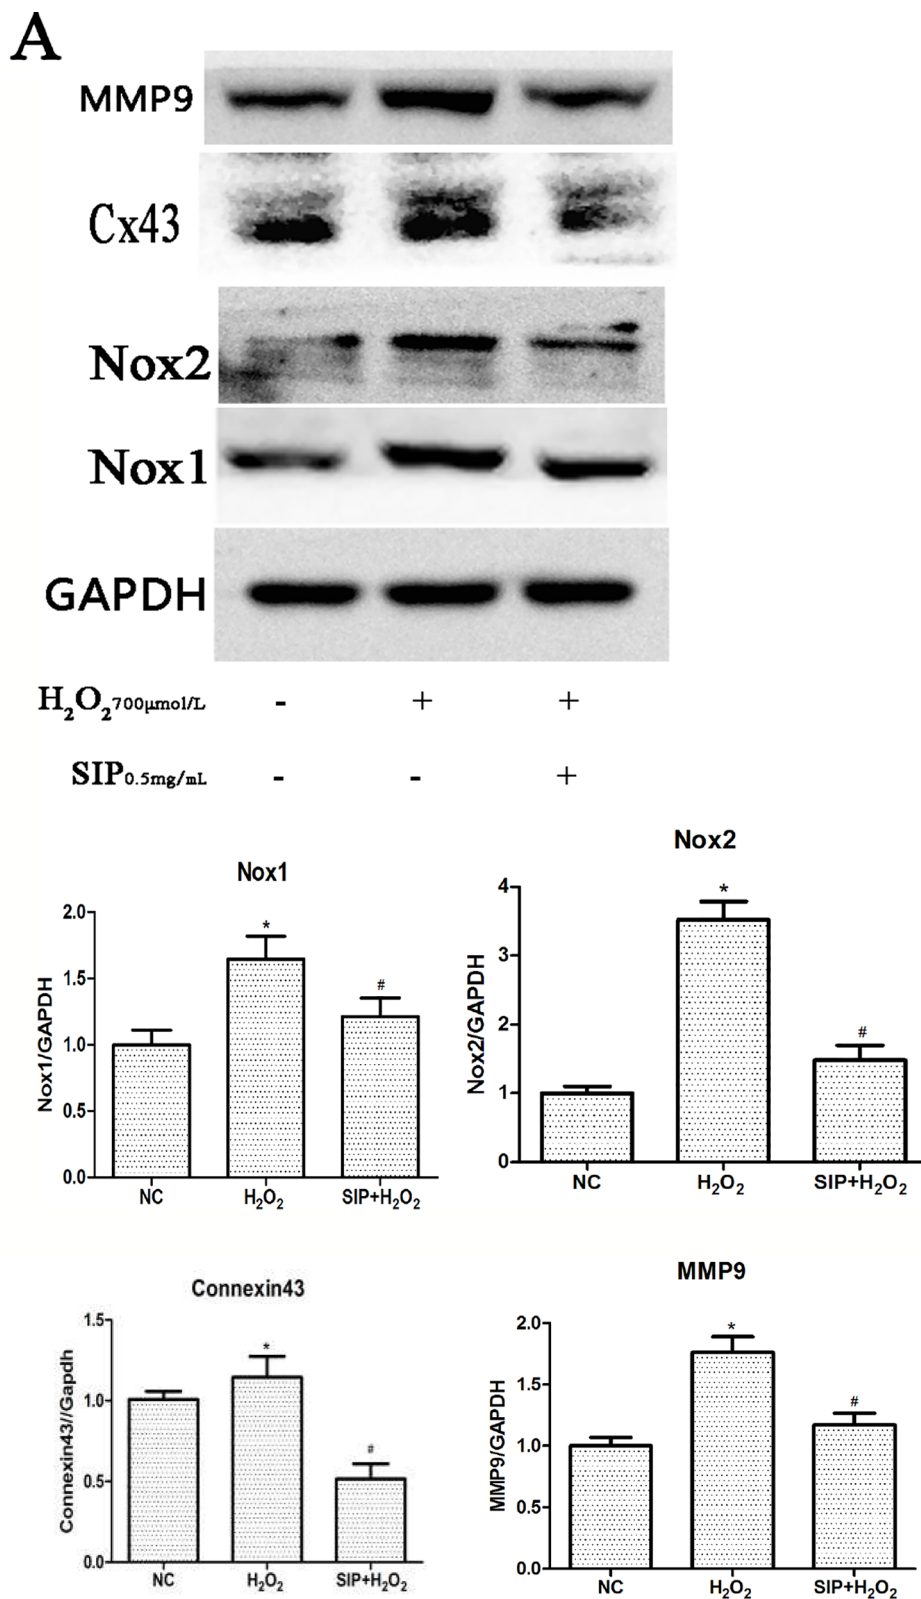 A
MMP9
Cx43
Nox2
Nox1
GAPDH
H₂O₂700μmol/L - + +
SIP0.5mg/mL - - +
Nox1
Nox1/GAPDH
2.0
1.5
1.0
0.5
0.0
*
#
NC H₂O₂ SIP+H₂O₂
Nox2
Nox2/GAPDH
4
3
2
1
0
*
#
NC H₂O₂ SIP+H₂O₂
Connexin43
Connexin43//Gapdh
1.5
1.0
0.5
0.0
*
#
NC H₂O₂ SIP+H₂O₂
MMP9
MMP9/GAPDH
2.0
1.5
1.0
0.5
0.0
*
#
NC H₂O₂ SIP+H₂O₂